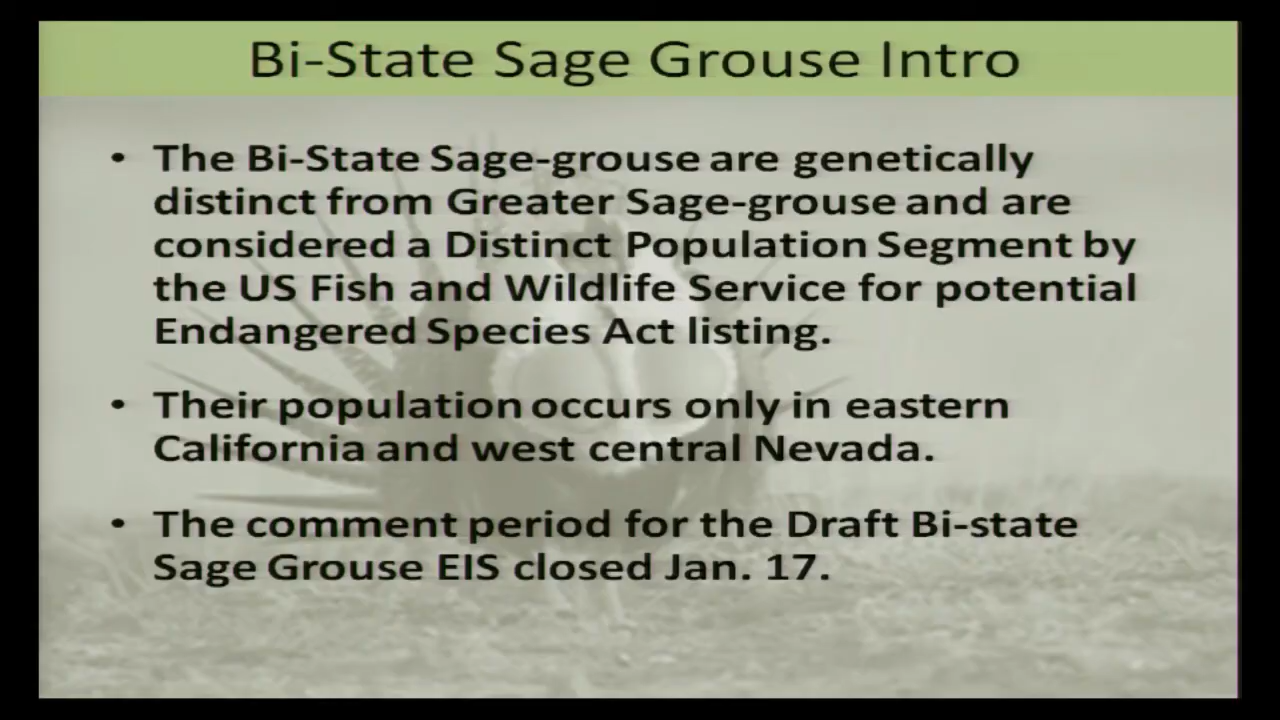 Bi-State Sage Grouse Intro
• The Bi-State Sage-grouse are genetically
distinct from Greater Sage-grouse and are
considered a Distinct Population Segment by
the US Fish and Wildlife Service for potential
Endangered Species Act listing.
• Their population occurs only in eastern
California and west central Nevada.
• The comment period for the Draft Bi-state
Sage Grouse EIS closed Jan. 17.